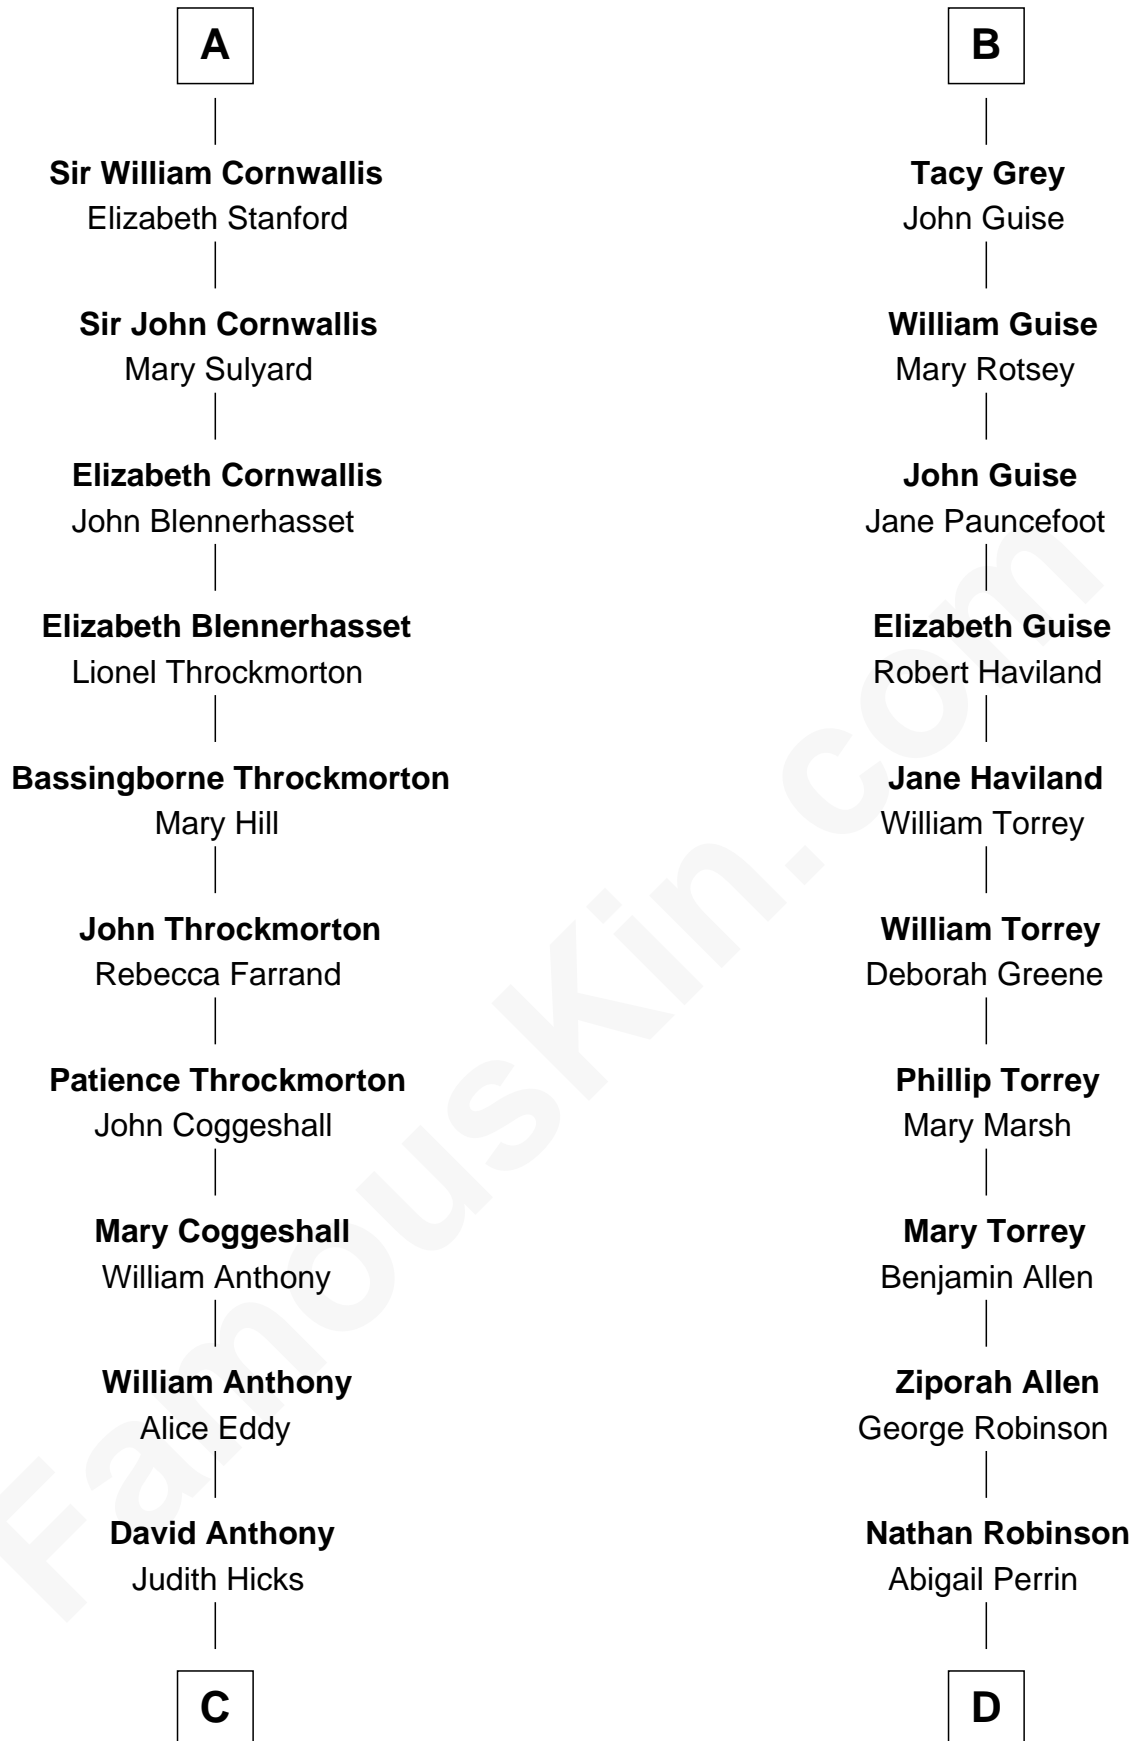 A
Sir William Cornwallis
Elizabeth Stanford
Sir John Cornwallis
Mary Sulyard
Elizabeth Cornwallis
John Blennerhasset
Elizabeth Blennerhasset
Lionel Throckmorton
Bassingborne Throckmorton
Mary Hill
John Throckmorton
Rebecca Farrand
Patience Throckmorton
John Coggeshall
Mary Coggeshall
William Anthony
William Anthony
Alice Eddy
David Anthony
Judith Hicks
C
B
Tacy Grey
John Guise
William Guise
Mary Rotsey
John Guise
Jane Pauncefoot
Elizabeth Guise
Robert Haviland
Jane Haviland
William Torrey
William Torrey
Deborah Greene
Phillip Torrey
Mary Marsh
Mary Torrey
Benjamin Allen
Ziporah Allen
George Robinson
Nathan Robinson
Abigail Perrin
D
FamousKin.com